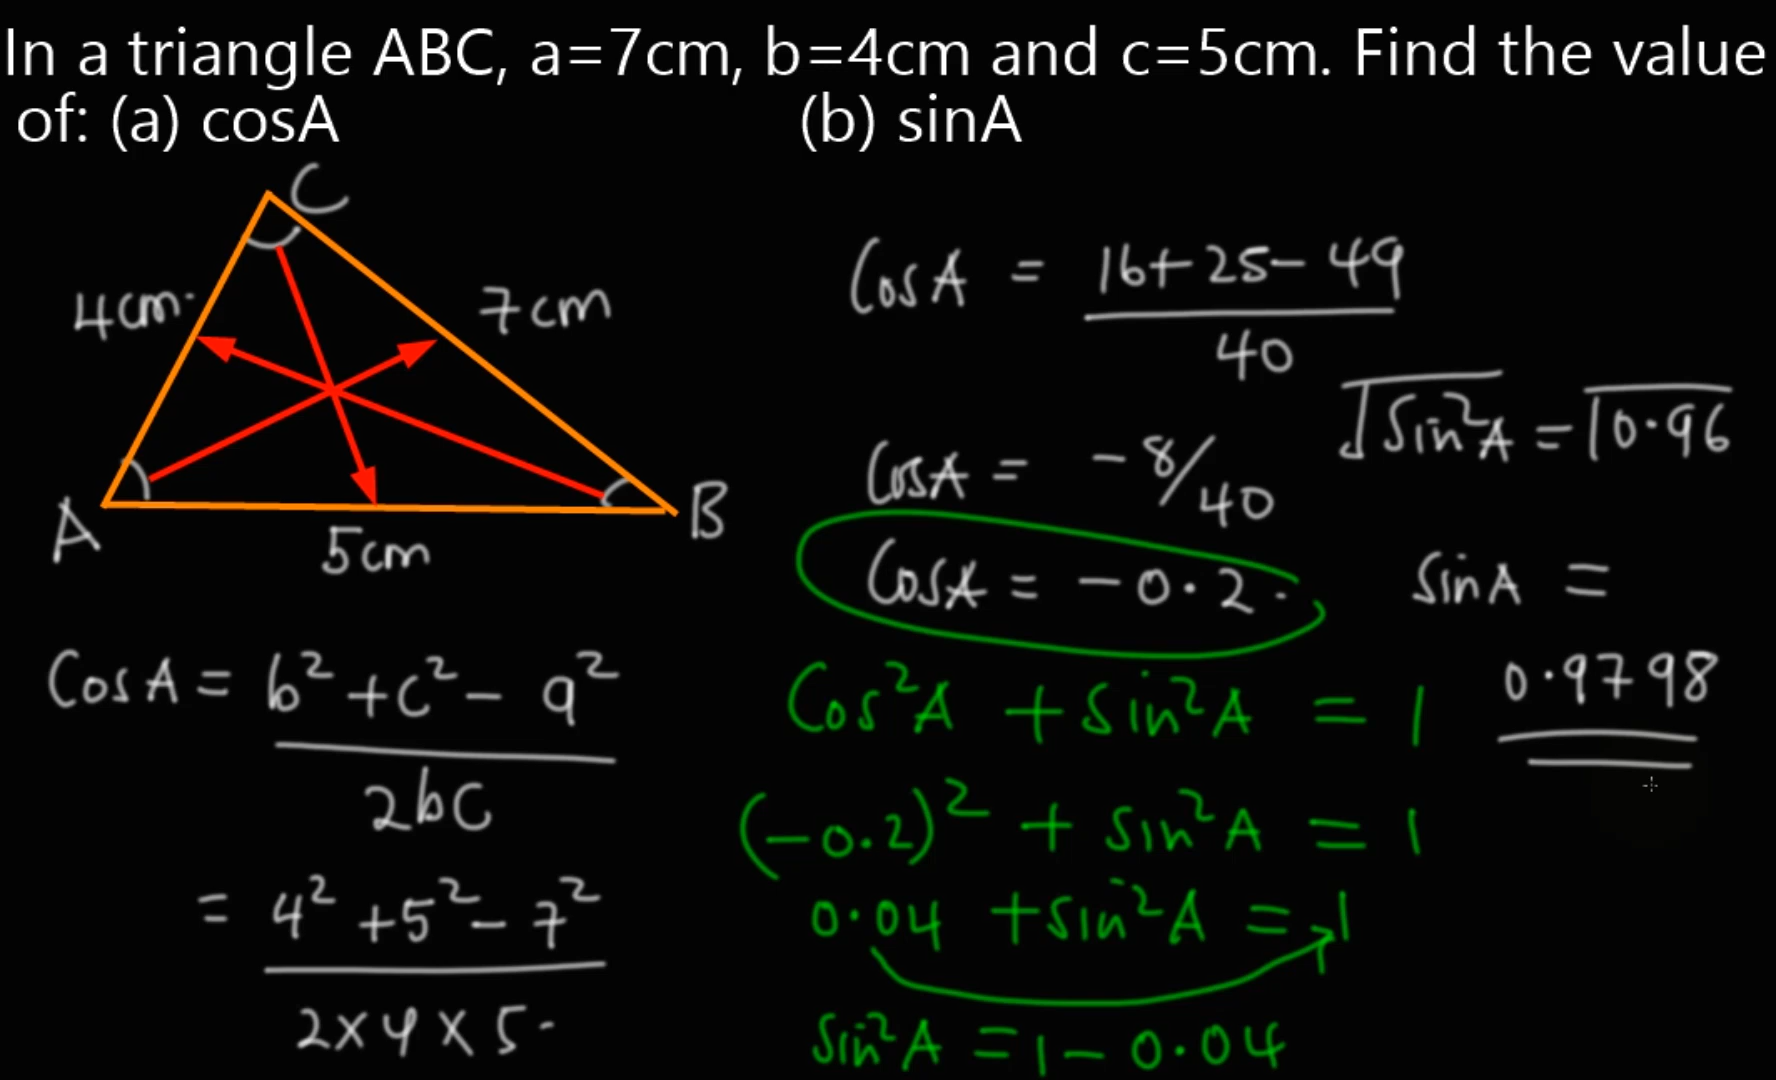 In a triangle ABC, a=7cm, b=4cm and c=5cm. Find the value
of: (a) cosA (b) sinA
C
4cm
7cm
A
B
5cm
CosA = b² + c² - a²
2bc
= 4² + 5² - 7²
2 x 4 x 5
CosA = 16 + 25 - 49
40
CosA = -8/40
CosA = -0.2
Cos²A + Sin²A = 1
(-0.2)² + Sin²A = 1
0.04 + Sin²A = 1
Sin²A = 1 - 0.04
√Sin²A = √0.96
SinA =
0.9798